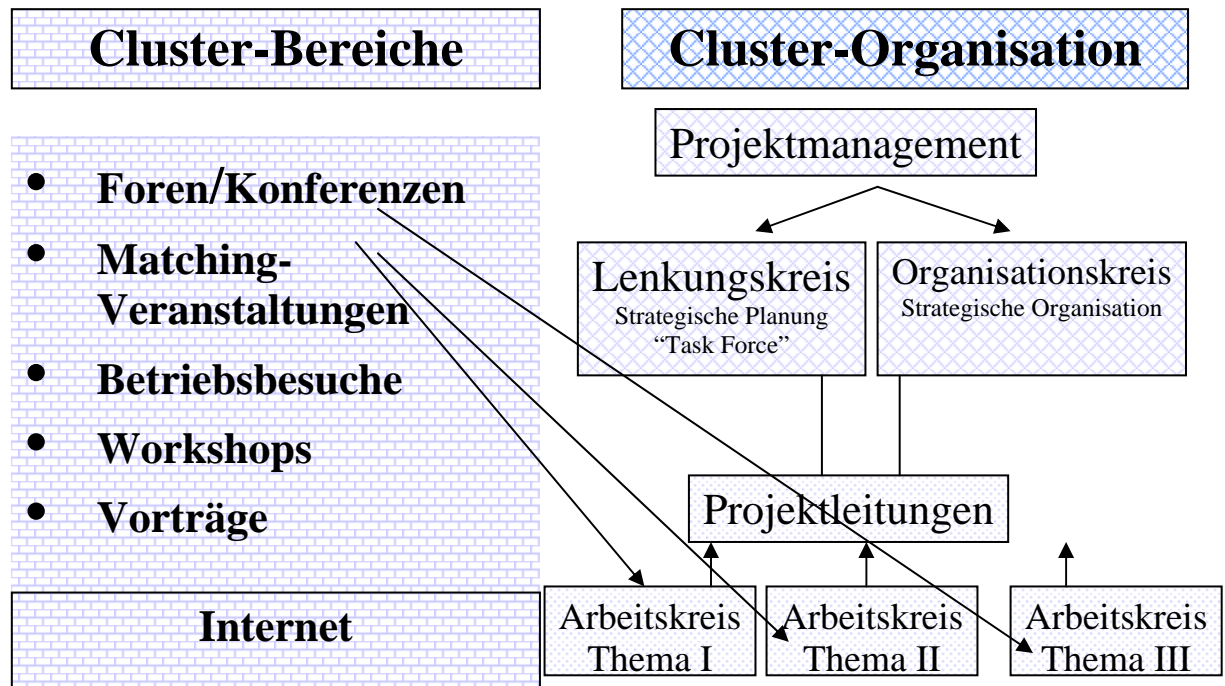 Cluster-Bereiche
Cluster-Organisation
• Foren/Konferenzen
• Matching-
Veranstaltungen
• Betriebsbesuche
• Workshops
• Vorträge
Internet
Projektmanagement
Lenkungskreis
Strategische Planung
“Task Force”
Organisationskreis
Strategische Organisation
Projektleitungen
Arbeitskreis
Thema I
Arbeitskreis
Thema II
Arbeitskreis
Thema III